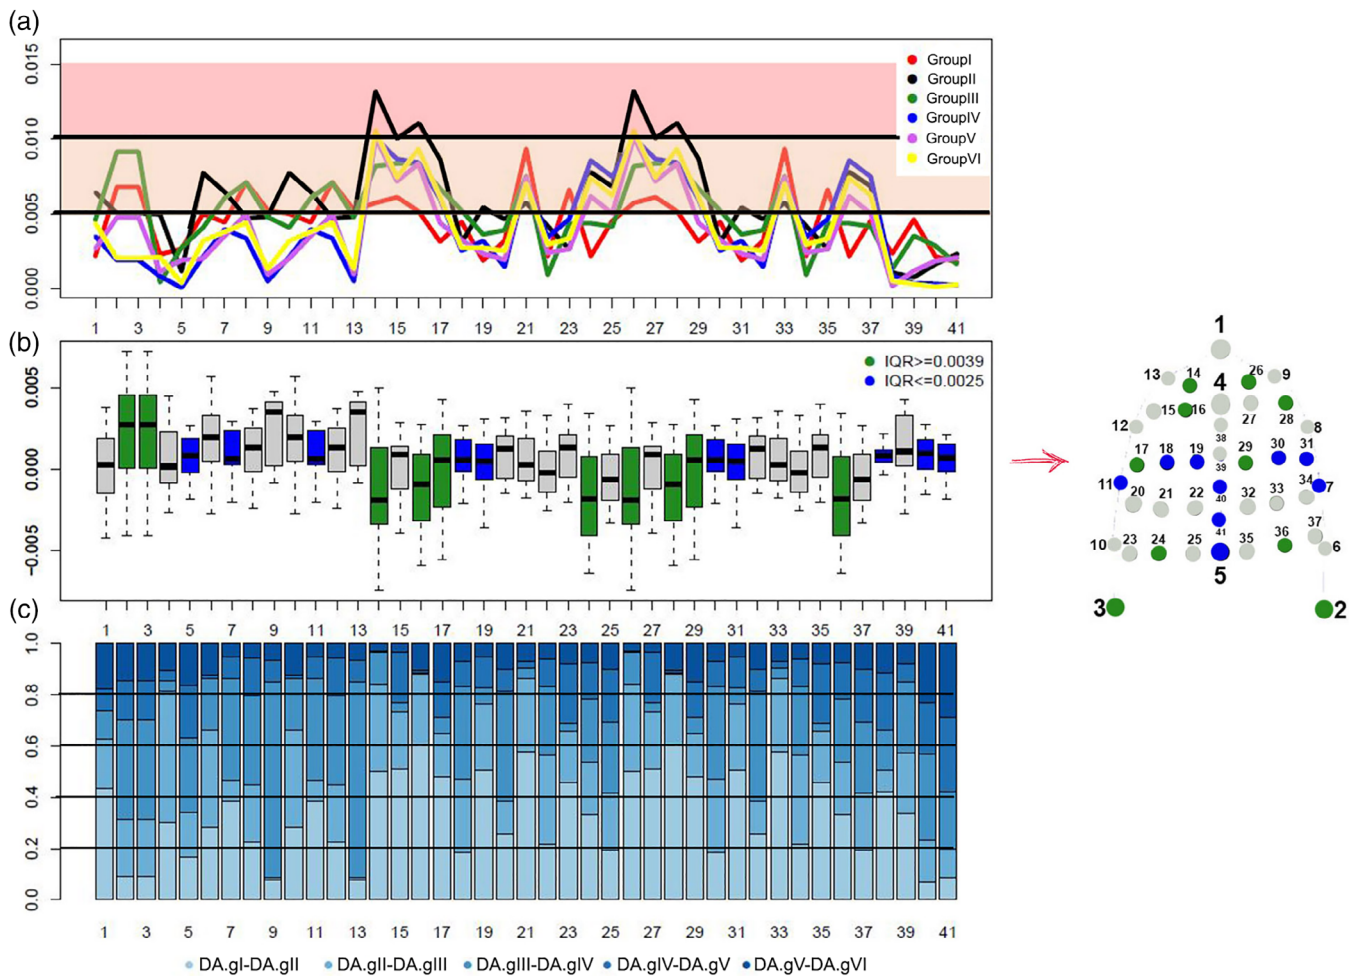 (a)
0.015
0.010
0.005
0.000
GroupI
GroupII
GroupIII
GroupIV
GroupV
GroupVI
1 3 5 7 9 11 13 15 17 19 21 23 25 27 29 31 33 35 37 39 41
(b)
0.005
0.000
−0.005
IQR>=0.0039
IQR<=0.0025
1 3 5 7 9 11 13 15 17 19 21 23 25 27 29 31 33 35 37 39 41
(c)
1.0
0.8
0.6
0.4
0.2
0.0
1 3 5 7 9 11 13 15 17 19 21 23 25 27 29 31 33 35 37 39 41
DA.gI-DA.gII DA.gII-DA.gIII DA.gIII-DA.gIV DA.gIV-DA.gV DA.gV-DA.gVI
1
13 14 4 26 9
15 16 27 28
12 38 8
17 18 19 39 29 30 31
11 20 21 22 40 32 33 34 7
41 37
10 23 24 25 35 36 6
5
3 2